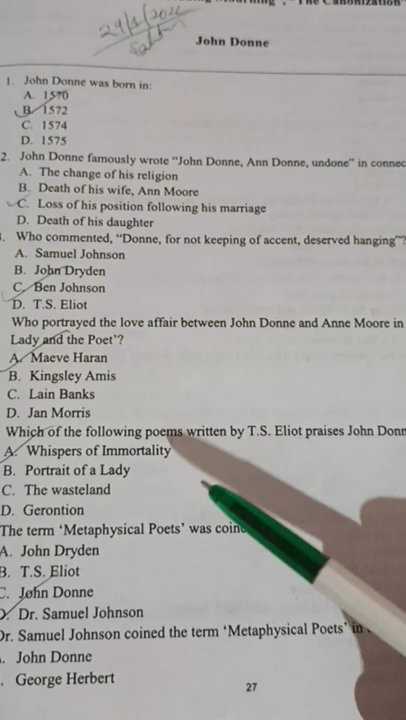 "The Canonization"
John Donne
1. John Donne was born in:
A. 1570
B. 1572
C. 1574
D. 1575
2. John Donne famously wrote "John Donne, Ann Donne, undone" in connec
A. The change of his religion
B. Death of his wife, Ann Moore
C. Loss of his position following his marriage
D. Death of his daughter
. Who commented, "Donne, for not keeping of accent, deserved hanging"?
A. Samuel Johnson
B. John Dryden
C. Ben Johnson
D. T.S. Eliot
Who portrayed the love affair between John Donne and Anne Moore in
Lady and the Poet'?
A. Maeve Haran
B. Kingsley Amis
C. Lain Banks
D. Jan Morris
Which of the following poems written by T.S. Eliot praises John Donn
A. Whispers of Immortality
B. Portrait of a Lady
C. The wasteland
D. Gerontion
The term 'Metaphysical Poets' was coine
A. John Dryden
B. T.S. Eliot
C. John Donne
D. Dr. Samuel Johnson
Dr. Samuel Johnson coined the term 'Metaphysical Poets' in
. John Donne
. George Herbert
27